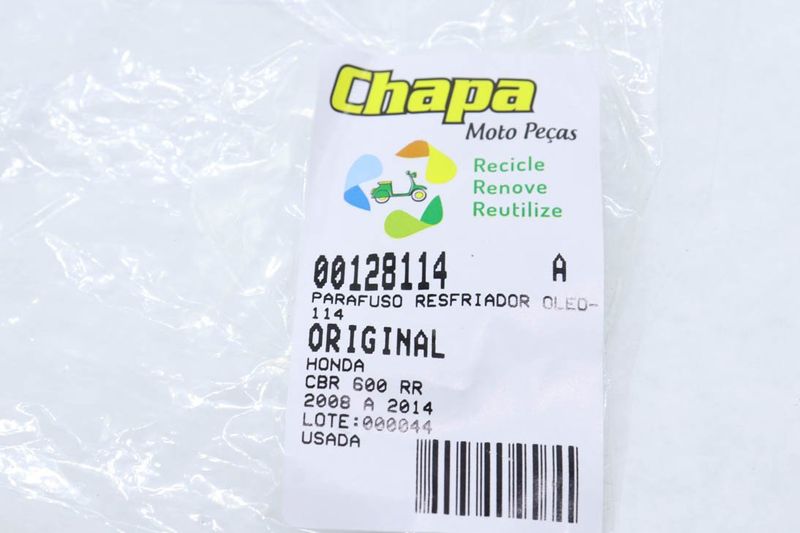 Chapa
Moto Peças
Recicle
Renove
Reutilize
00128114 A
PARAFUSO RESFRIADOR OLEO-
114
ORIGINAL
HONDA
CBR 600 RR
2008 A 2014
LOTE:000044
USADA